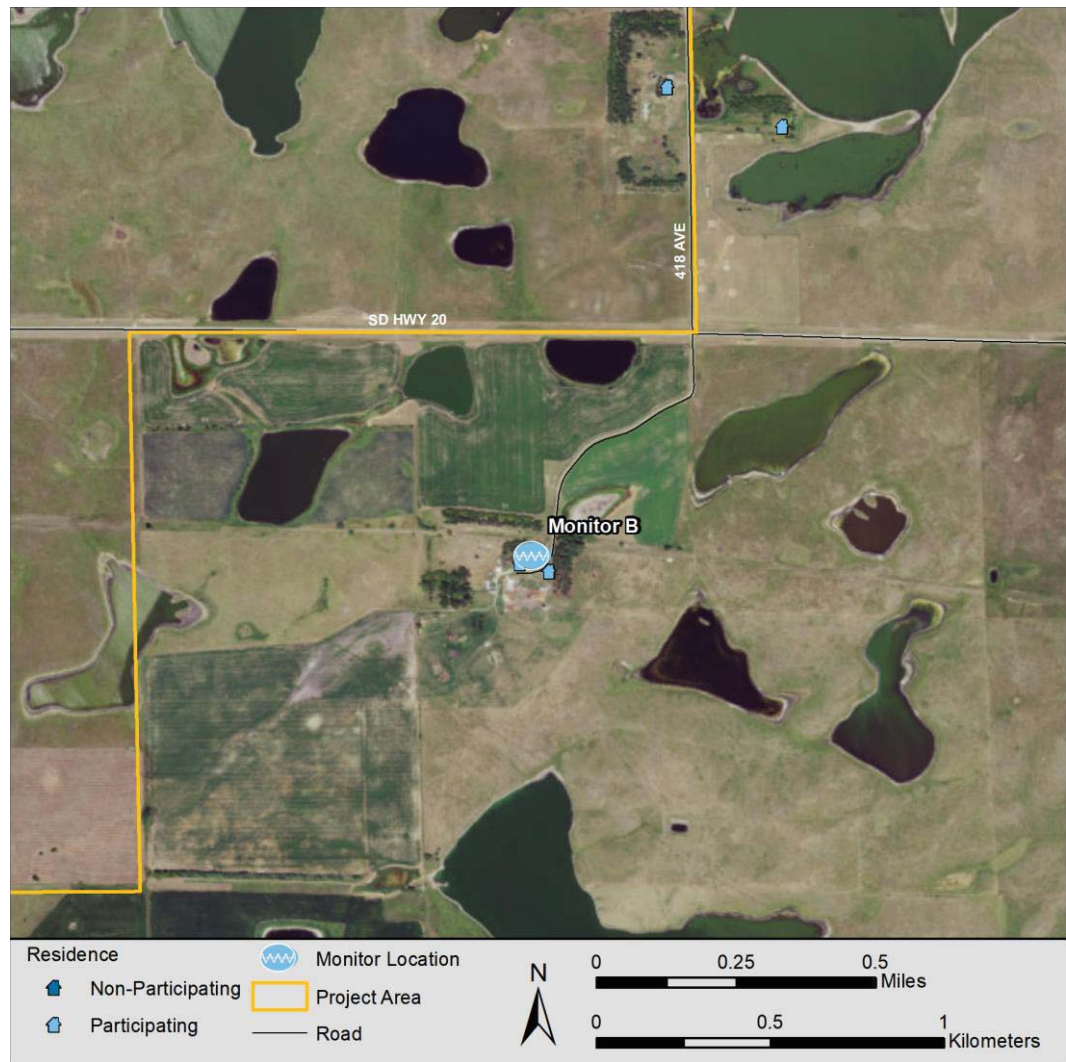 418 AVE
SD HWY 20
Monitor B
Residence
Non-Participating
Participating
Monitor Location
Project Area
Road
N
0 0.25 0.5
Miles
0 0.5 1
Kilometers